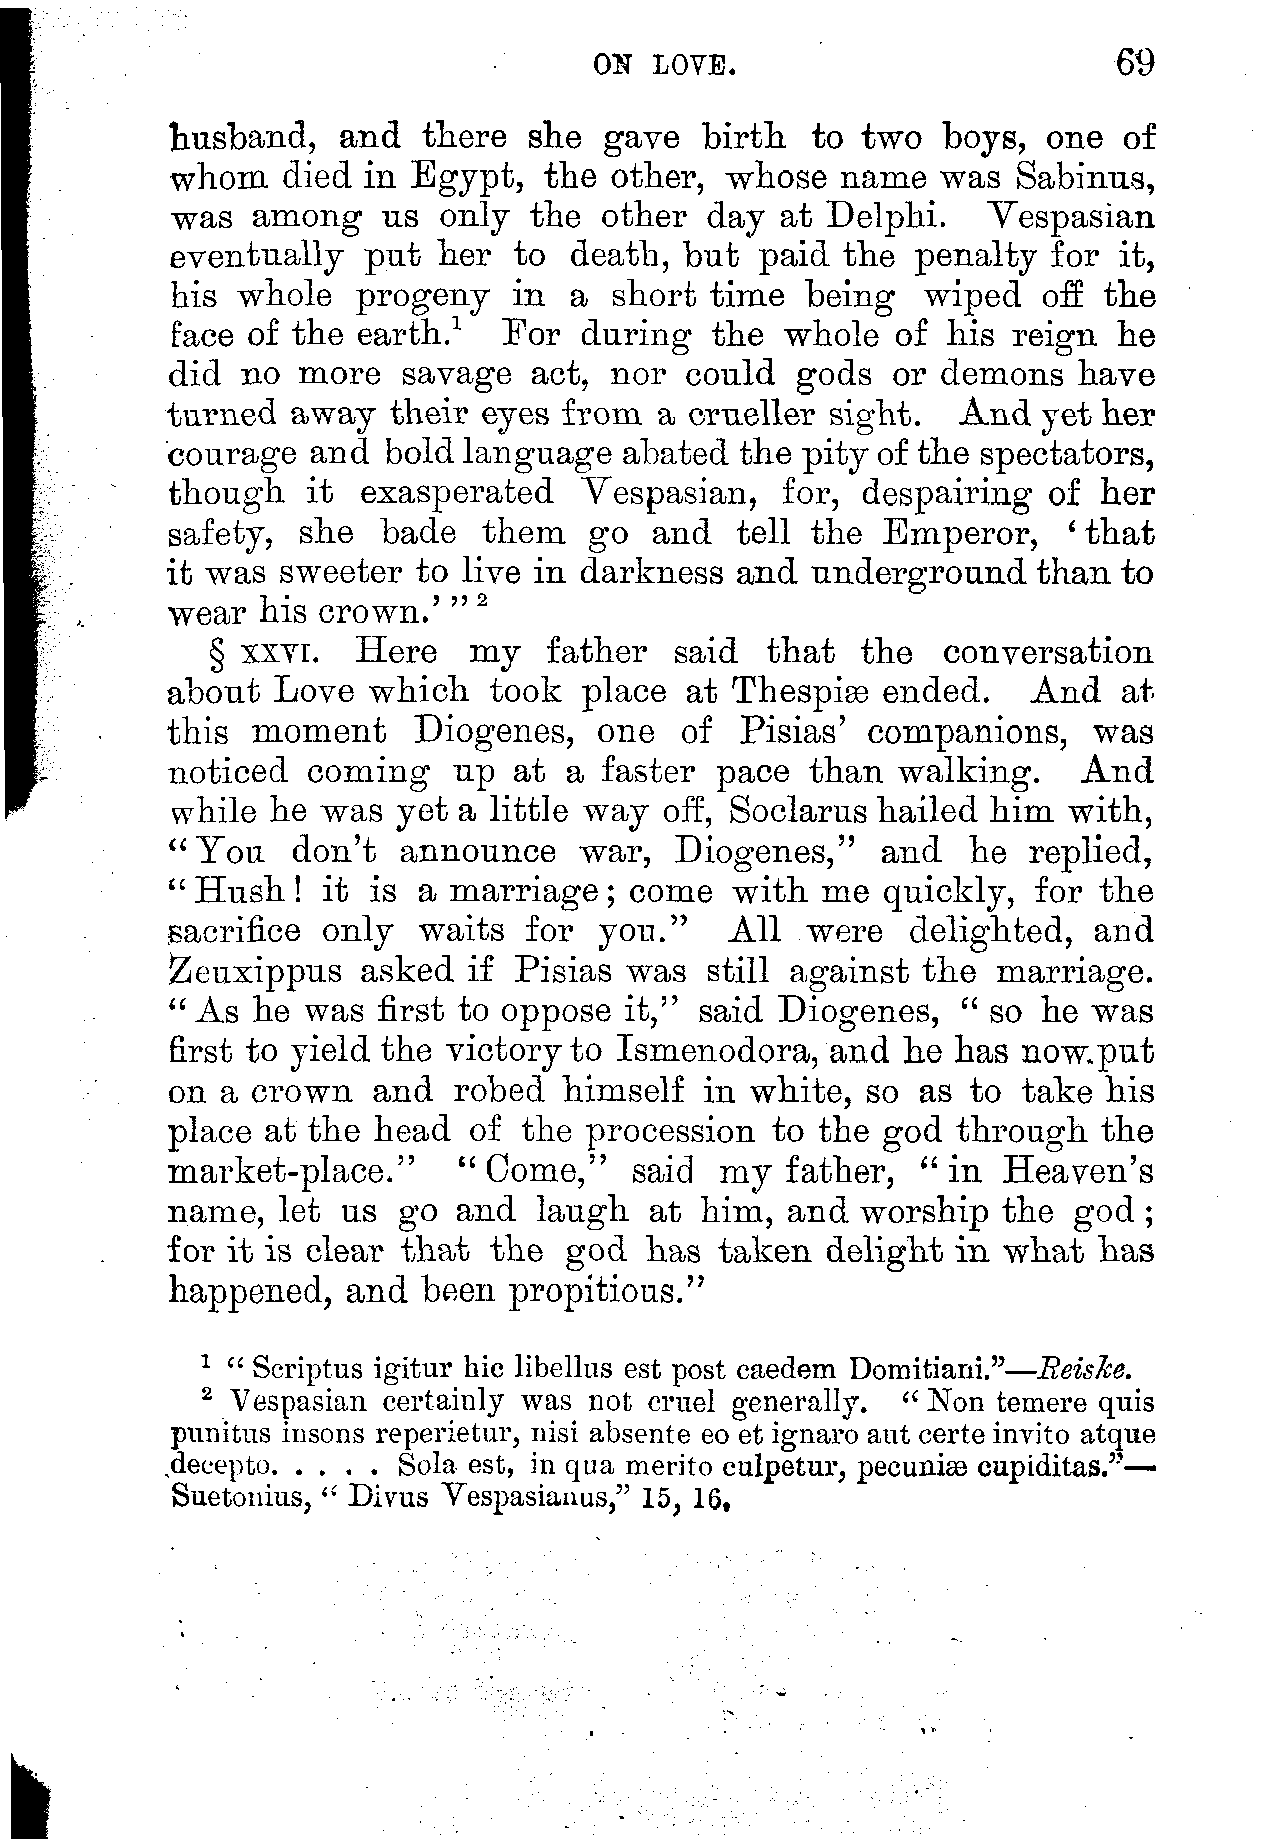 ON LOVE. 69
husband, and there she gave birth to two boys, one of
whom died in Egypt, the other, whose name was Sabinus,
was among us only the other day at Delphi. Vespasian
eventually put her to death, but paid the penalty for it,
his whole progeny in a short time being wiped off the
face of the earth.¹ For during the whole of his reign he
did no more savage act, nor could gods or demons have
turned away their eyes from a crueller sight. And yet her
courage and bold language abated the pity of the spectators,
though it exasperated Vespasian, for, despairing of her
safety, she bade them go and tell the Emperor, ‘that
it was sweeter to live in darkness and underground than to
wear his crown.’ ”²
§ XXVI. Here my father said that the conversation
about Love which took place at Thespiæ ended. And at
this moment Diogenes, one of Pisias’ companions, was
noticed coming up at a faster pace than walking. And
while he was yet a little way off, Soclarus hailed him with,
“You don’t announce war, Diogenes,” and he replied,
“Hush! it is a marriage; come with me quickly, for the
sacrifice only waits for you.” All were delighted, and
Zeuxippus asked if Pisias was still against the marriage.
“As he was first to oppose it,” said Diogenes, “so he was
first to yield the victory to Ismenodora, and he has now put
on a crown and robed himself in white, so as to take his
place at the head of the procession to the god through the
market-place.” “Come,” said my father, “in Heaven’s
name, let us go and laugh at him, and worship the god;
for it is clear that the god has taken delight in what has
happened, and been propitious.”
¹ “Scriptus igitur hic libellus est post caedem Domitiani.”—Reiske.
² Vespasian certainly was not cruel generally. “Non temere quis
punitus insons reperietur, nisi absente eo et ignaro aut certe invito atque
decepto. . . . . Sola est, in qua merito culpetur, pecuniæ cupiditas.”—
Suetonius, “Divus Vespasianus,” 15, 16.